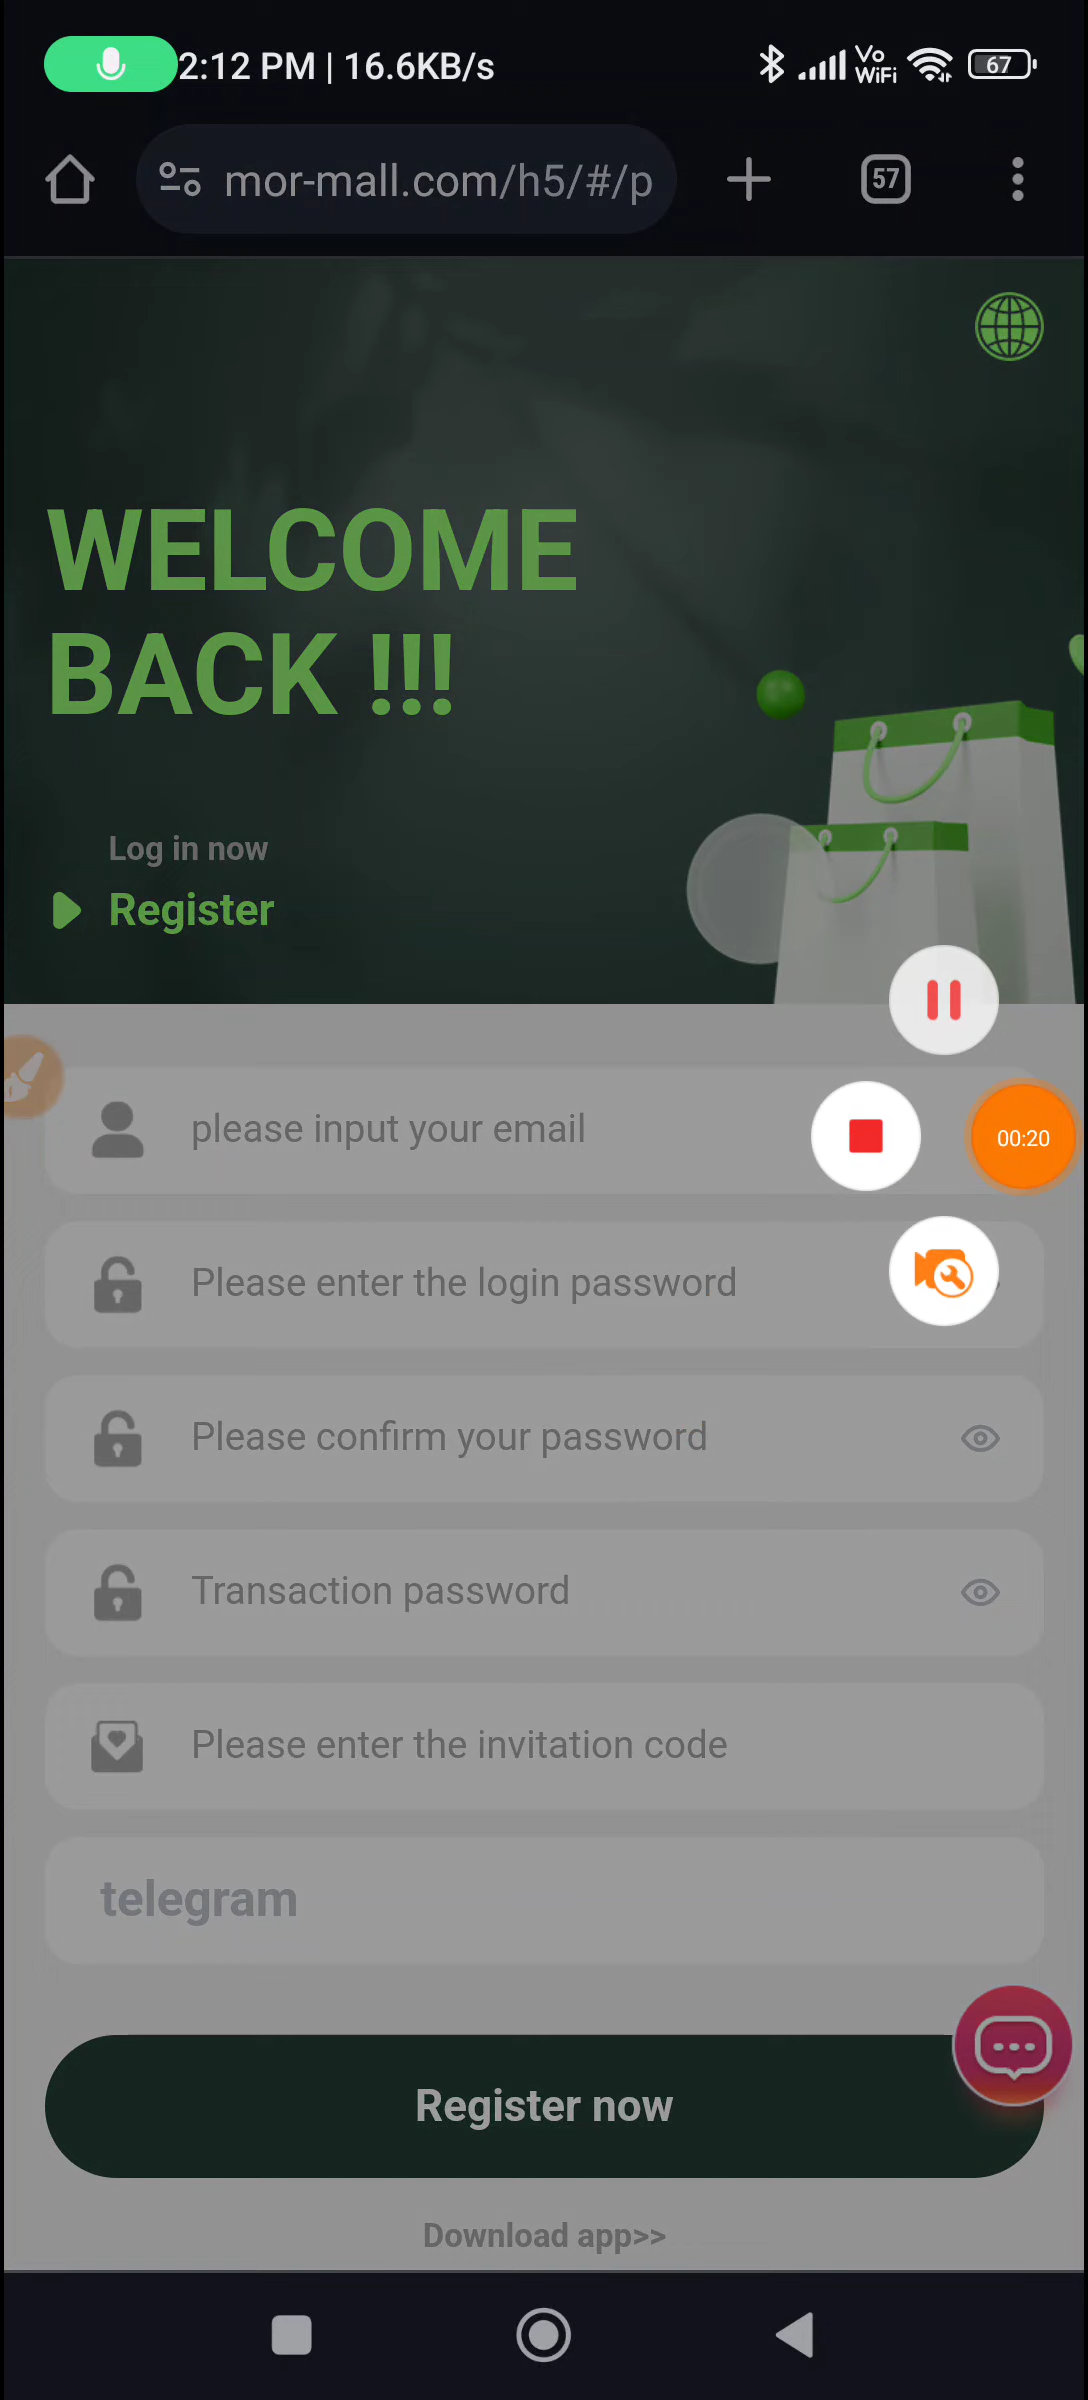 2:12 PM | 16.6KB/s
Vo
WiFi
67
mor-mall.com/h5/#/p
57
WELCOME
BACK !!!
Log in now
Register
please input your email
00:20
Please enter the login password
Please confirm your password
Transaction password
Please enter the invitation code
telegram
Register now
Download app>>